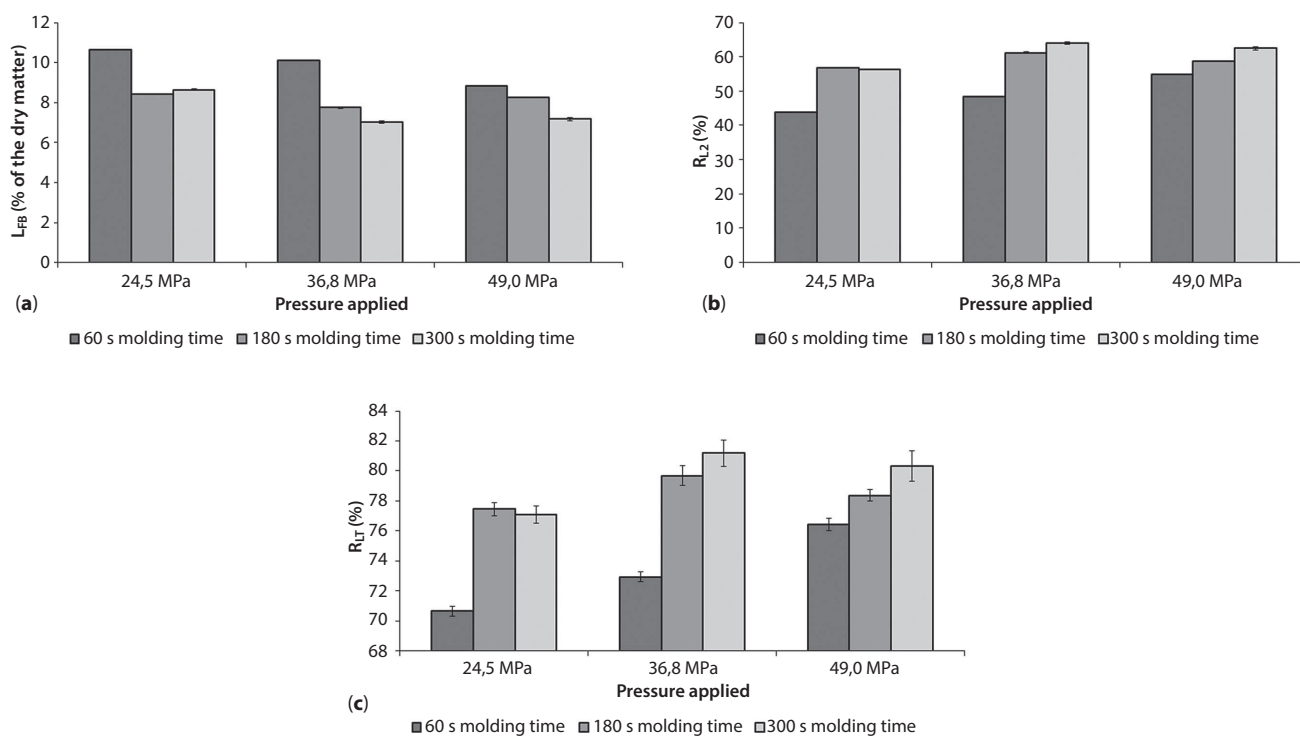 12
10
8
6
4
2
0
L_FB (% of the dry matter)
24,5 MPa 36,8 MPa 49,0 MPa
Pressure applied
(a)
60 s molding time 180 s molding time 300 s molding time
70
60
50
40
30
20
10
0
R_L2 (%)
24,5 MPa 36,8 MPa 49,0 MPa
Pressure applied
(b)
60 s molding time 180 s molding time 300 s molding time
84
82
80
78
76
74
72
70
68
R_LT (%)
24,5 MPa 36,8 MPa 49,0 MPa
Pressure applied
(c)
60 s molding time 180 s molding time 300 s molding time